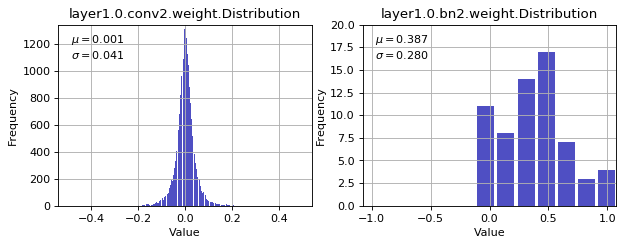 layer1.0.conv2.weight.Distribution
μ = 0.001
σ = 0.041
Frequency
1200
1000
800
600
400
200
0
−0.4 −0.2 0.0 0.2 0.4
Value
layer1.0.bn2.weight.Distribution
μ = 0.387
σ = 0.280
Frequency
20.0
17.5
15.0
12.5
10.0
7.5
5.0
2.5
0.0
−1.0 −0.5 0.0 0.5 1.0
Value